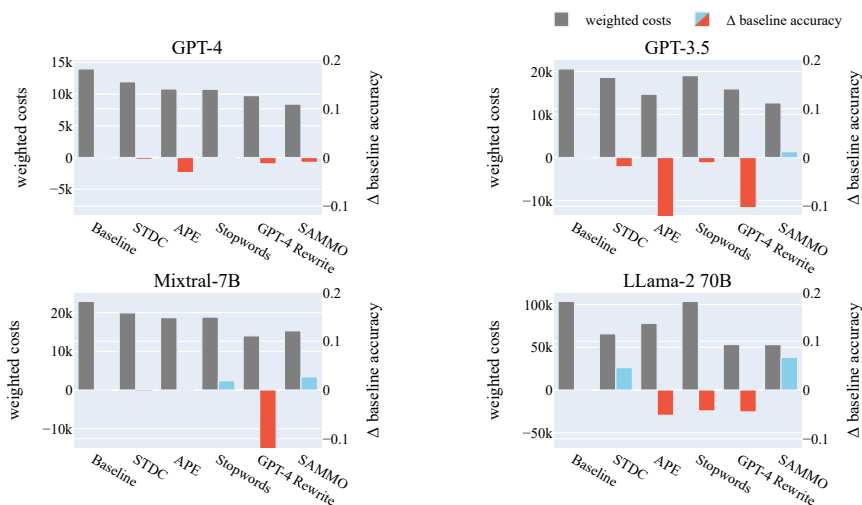 weighted costs
Δ baseline accuracy
GPT-4
15k
10k
5k
0
−5k
weighted costs
0.2
0.1
0
−0.1
Δ baseline accuracy
Baseline
STDC
APE
Stopwords
GPT-4 Rewrite
SAMMO
GPT-3.5
20k
10k
0
−10k
weighted costs
0.2
0.1
0
−0.1
Δ baseline accuracy
Baseline
STDC
APE
Stopwords
GPT-4 Rewrite
SAMMO
Mixtral-7B
20k
10k
0
−10k
weighted costs
0.2
0.1
0
−0.1
Δ baseline accuracy
Baseline
STDC
APE
Stopwords
GPT-4 Rewrite
SAMMO
LLama-2 70B
100k
50k
0
−50k
weighted costs
0.2
0.1
0
−0.1
Δ baseline accuracy
Baseline
STDC
APE
Stopwords
GPT-4 Rewrite
SAMMO